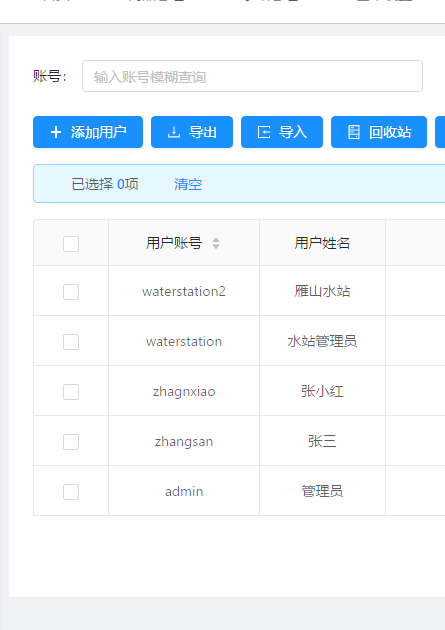 账号：
输入账号模糊查询
添加用户 导出 导入 回收站
已选择 0项 清空
用户账号 用户姓名
waterstation2 雁山水站
waterstation 水站管理员
zhagnxiao 张小红
zhangsan 张三
admin 管理员